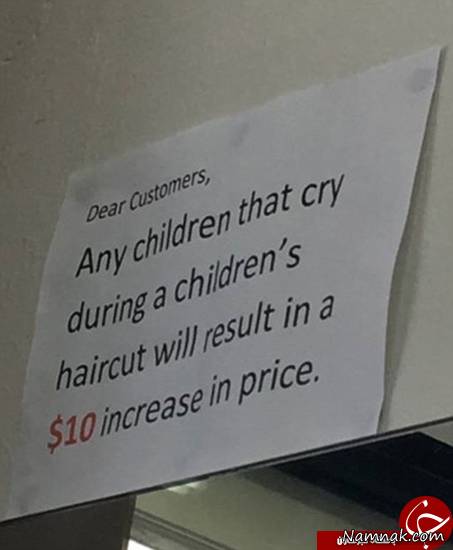 Dear Customers,
Any children that cry
during a children's
haircut will result in a
$10 increase in price.
Namnak.com